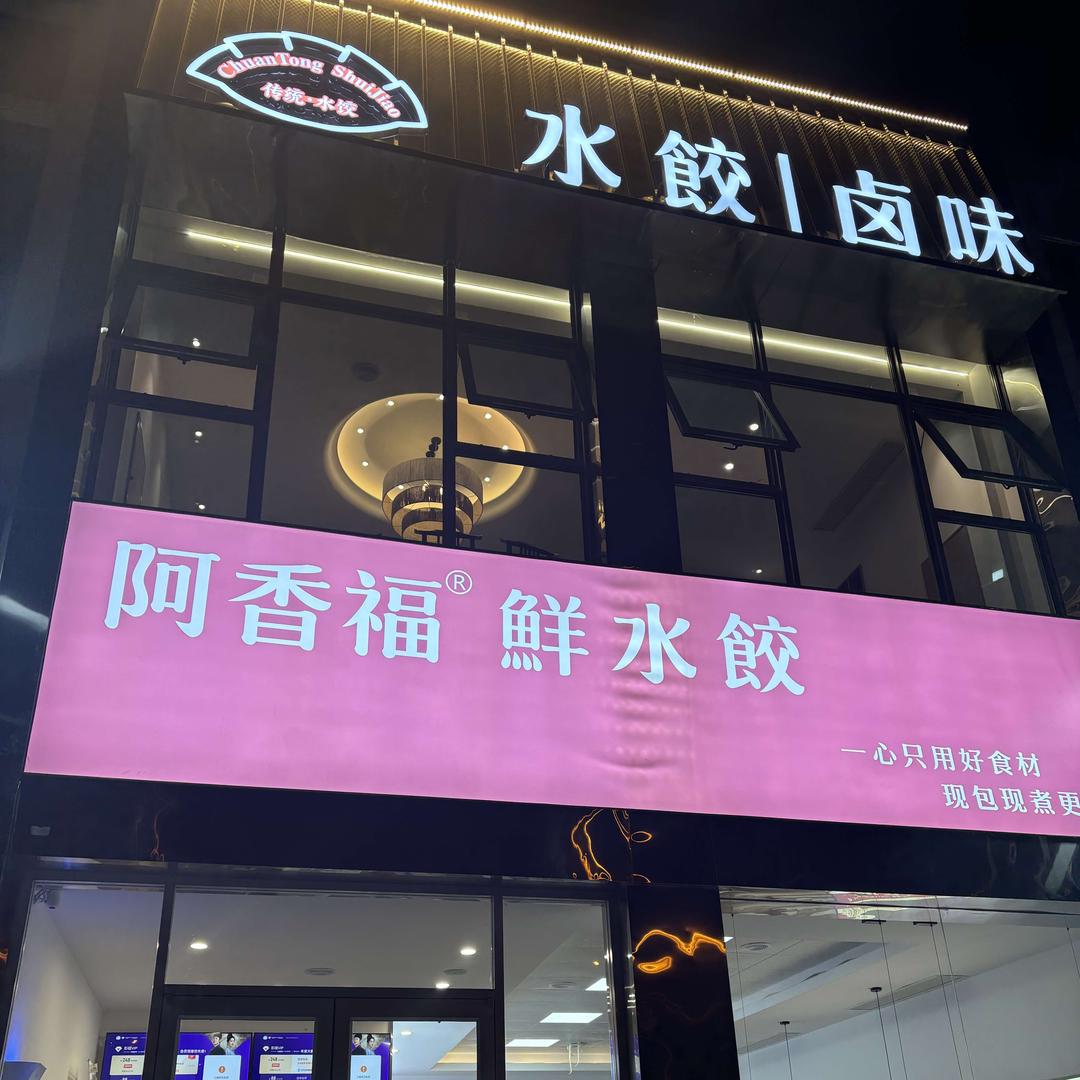 ChuanTong ShuiJiao
传统·水饺
水餃|卤味
阿香福® 鮮水餃
一心只用好食材
现包现煮更